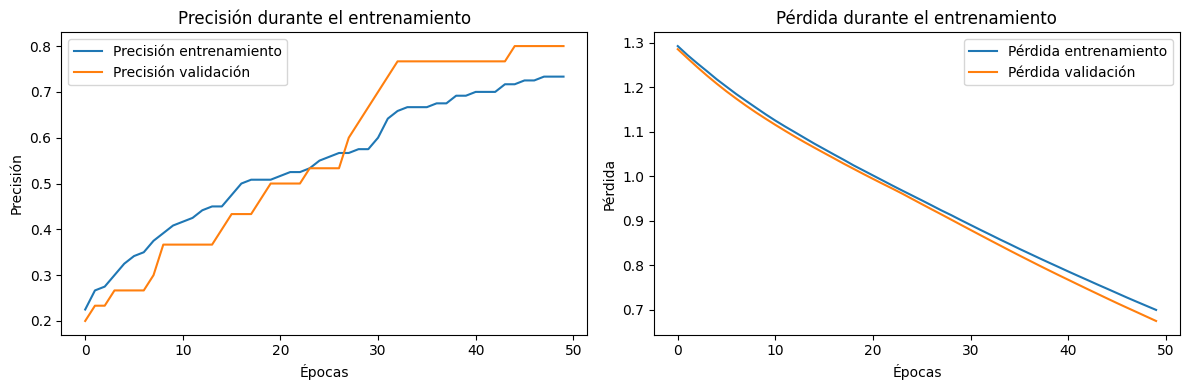 Precisión durante el entrenamiento
Precisión entrenamiento
Precisión validación
0.8
0.7
0.6
0.5
0.4
0.3
0.2
Precisión
0
10
20
30
40
50
Épocas
Pérdida durante el entrenamiento
Pérdida entrenamiento
Pérdida validación
1.3
1.2
1.1
1.0
0.9
0.8
0.7
Pérdida
0
10
20
30
40
50
Épocas